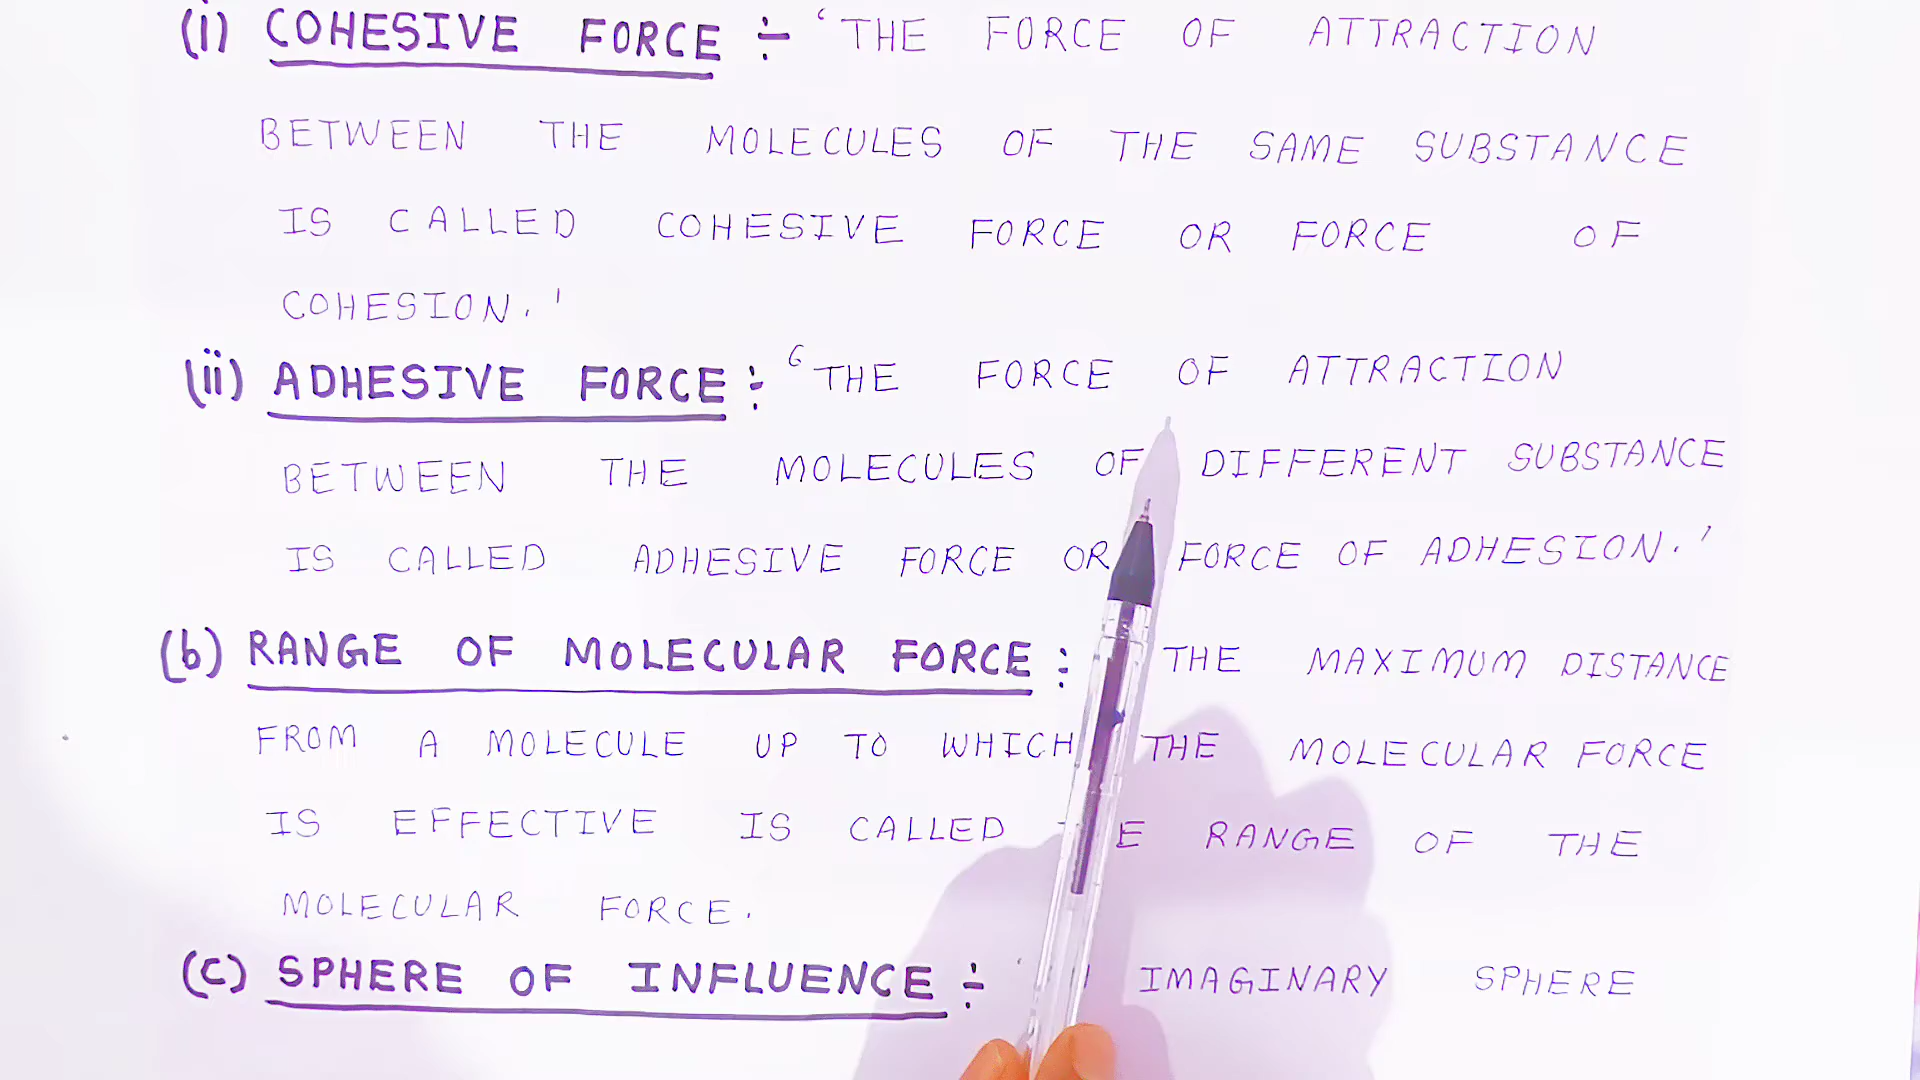 (i) COHESIVE FORCE ÷ ‘THE FORCE OF ATTRACTION
BETWEEN THE MOLECULES OF THE SAME SUBSTANCE
IS CALLED COHESIVE FORCE OR FORCE OF
COHESION.'
(ii) ADHESIVE FORCE : ‘THE FORCE OF ATTRACTION
BETWEEN THE MOLECULES OF DIFFERENT SUBSTANCE
IS CALLED ADHESIVE FORCE OR FORCE OF ADHESION.'
(b) RANGE OF MOLECULAR FORCE : THE MAXIMUM DISTANCE
FROM A MOLECULE UP TO WHICH THE MOLECULAR FORCE
IS EFFECTIVE IS CALLED RANGE OF THE
MOLECULAR FORCE.
(c) SPHERE OF INFLUENCE ÷ ‘ IMAGINARY SPHERE